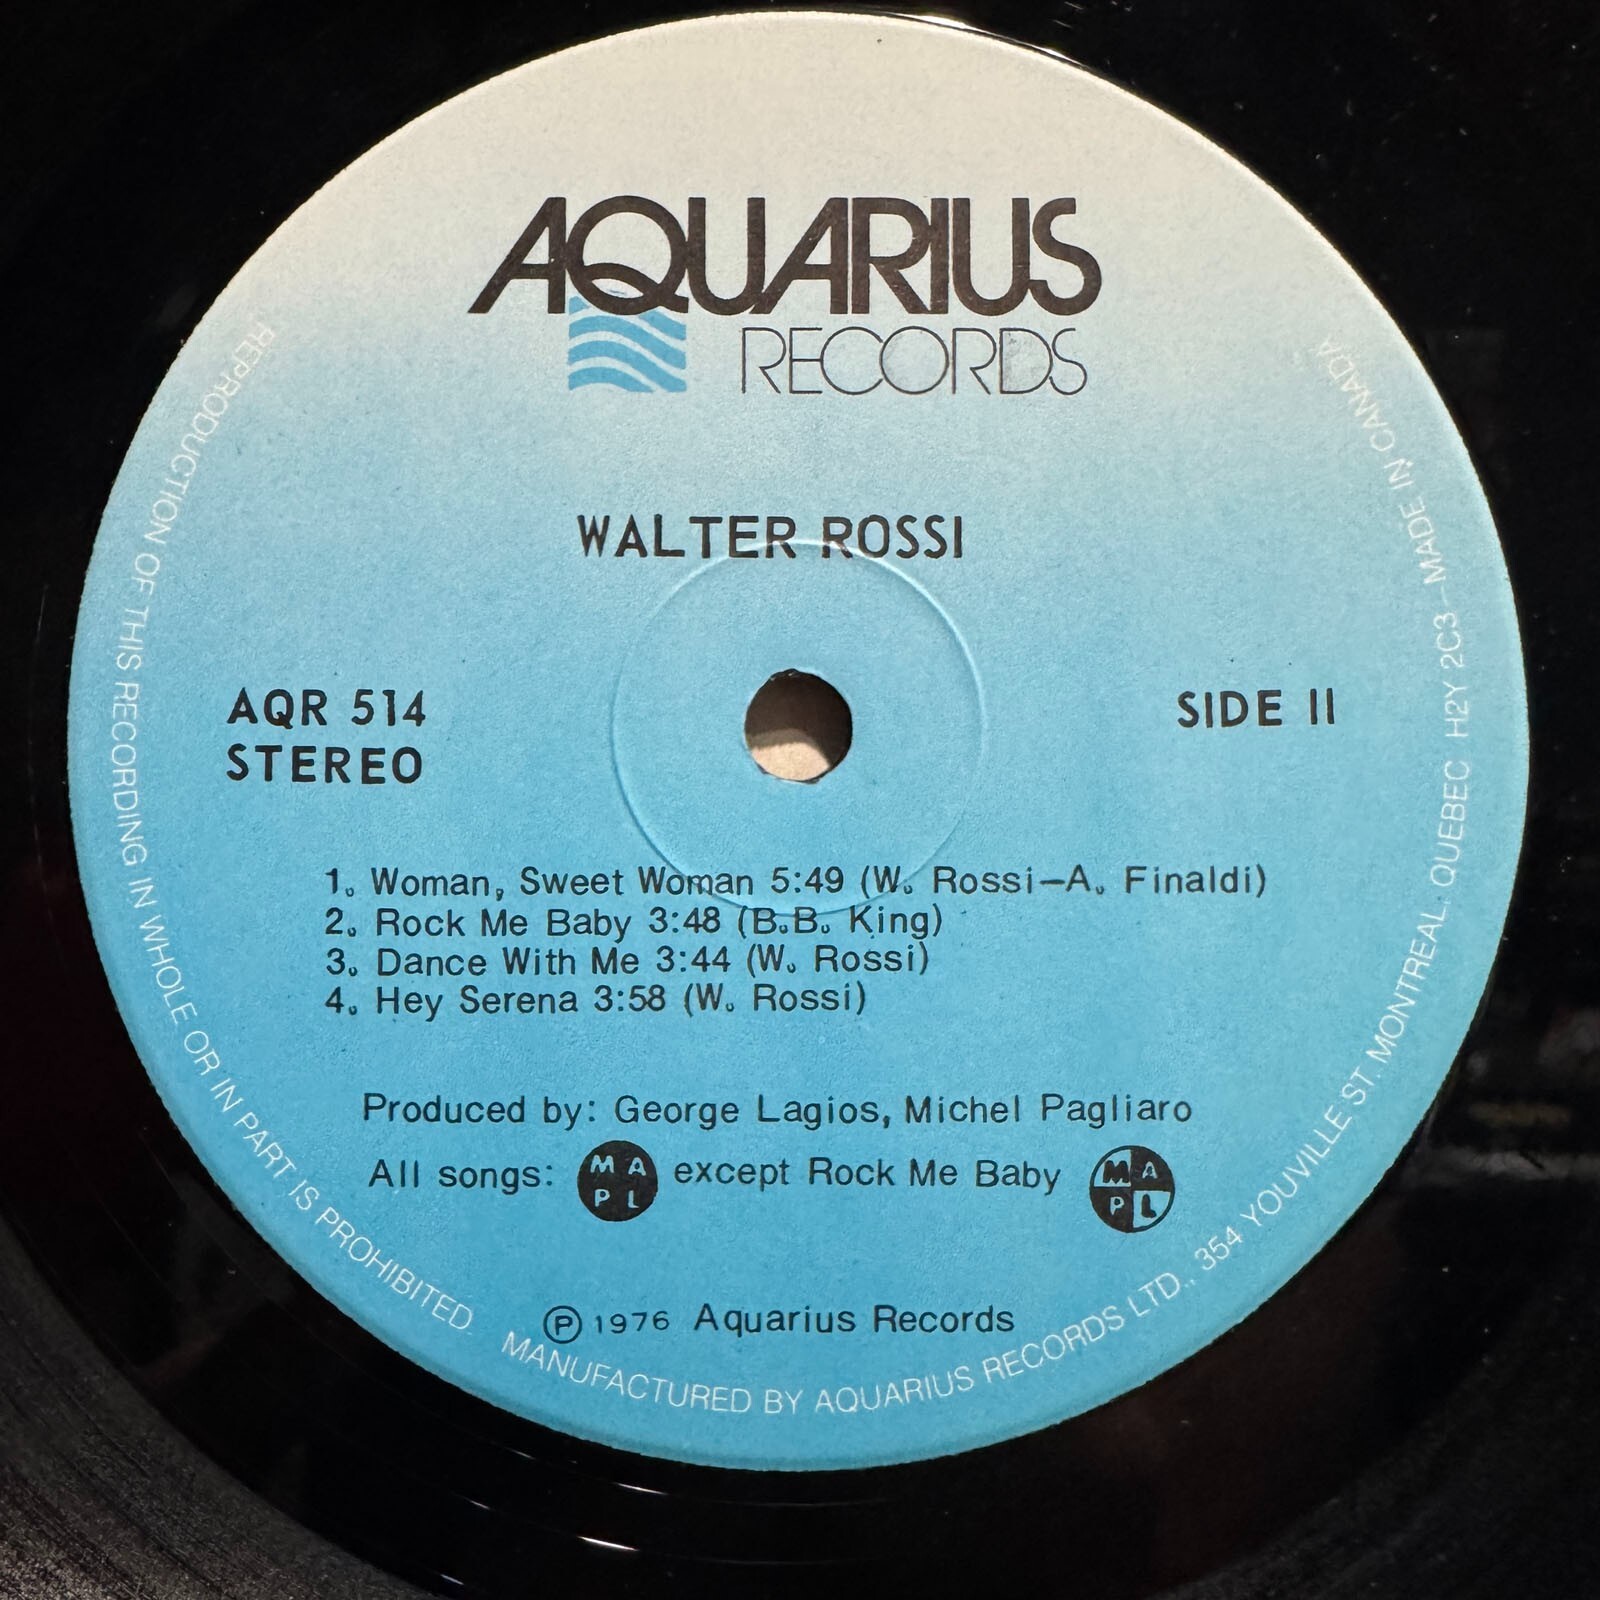 AQUARIUS
RECORDS
WALTER ROSSI
AQR 514
STEREO
SIDE II
1. Woman, Sweet Woman 5:49 (W. Rossi–A. Finaldi)
2. Rock Me Baby 3:48 (B.B. King)
3. Dance With Me 3:44 (W. Rossi)
4. Hey Serena 3:58 (W. Rossi)
Produced by: George Lagios, Michel Pagliaro
All songs: MAPL except Rock Me Baby MAPL
℗ 1976 Aquarius Records
REPRODUCTION OF THIS RECORDING IN WHOLE OR IN PART IS PROHIBITED. MANUFACTURED BY AQUARIUS RECORDS LTD., 354 YOUVILLE ST. MONTREAL, QUEBEC H2Y 2C3 – MADE IN CANADA